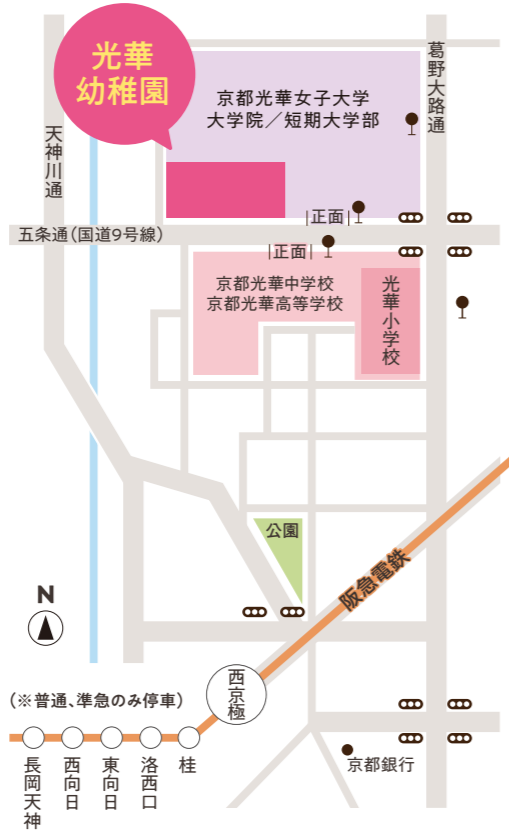 光華
幼稚園
京都光華女子大学
大学院／短期大学部
葛野大路通
天神川通
|正面|
五条通(国道9号線)
|正面|
京都光華中学校
京都光華高等学校
光華小学校
公園
阪急電鉄
N
西京極
(※普通、準急のみ停車)
長岡天神
西向日
東向日
洛西口
桂
京都銀行